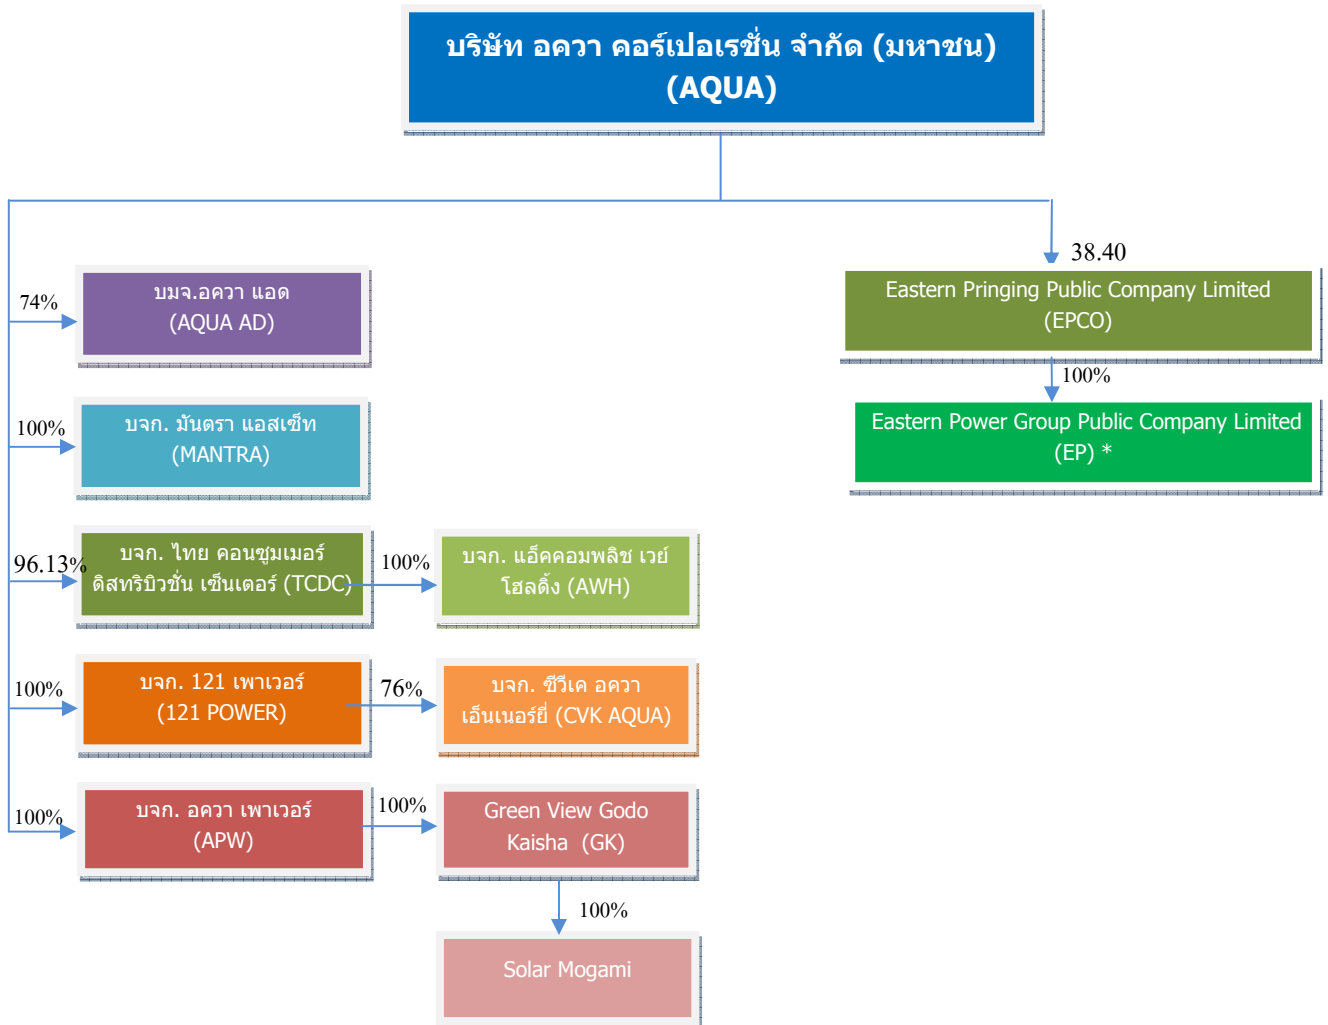 บริษัท อควา คอร์เปอเรชั่น จำกัด (มหาชน)
(AQUA)
38.40
74%
บมจ.อควา แอด
(AQUA AD)
Eastern Pringing Public Company Limited
(EPCO)
100%
100%
บจก. มันตรา แอสเซ็ท
(MANTRA)
Eastern Power Group Public Company Limited
(EP) *
96.13%
บจก. ไทย คอนซูมเมอร์
ดิสทริบิวชั่น เซ็นเตอร์ (TCDC)
100%
บจก. แอ็คคอมพลิช เวย์
โฮลดิ้ง (AWH)
100%
บจก. 121 เพาเวอร์
(121 POWER)
76%
บจก. ซีวีเค อควา
เอ็นเนอร์ยี่ (CVK AQUA)
100%
บจก. อควา เพาเวอร์
(APW)
100%
Green View Godo
Kaisha (GK)
100%
Solar Mogami